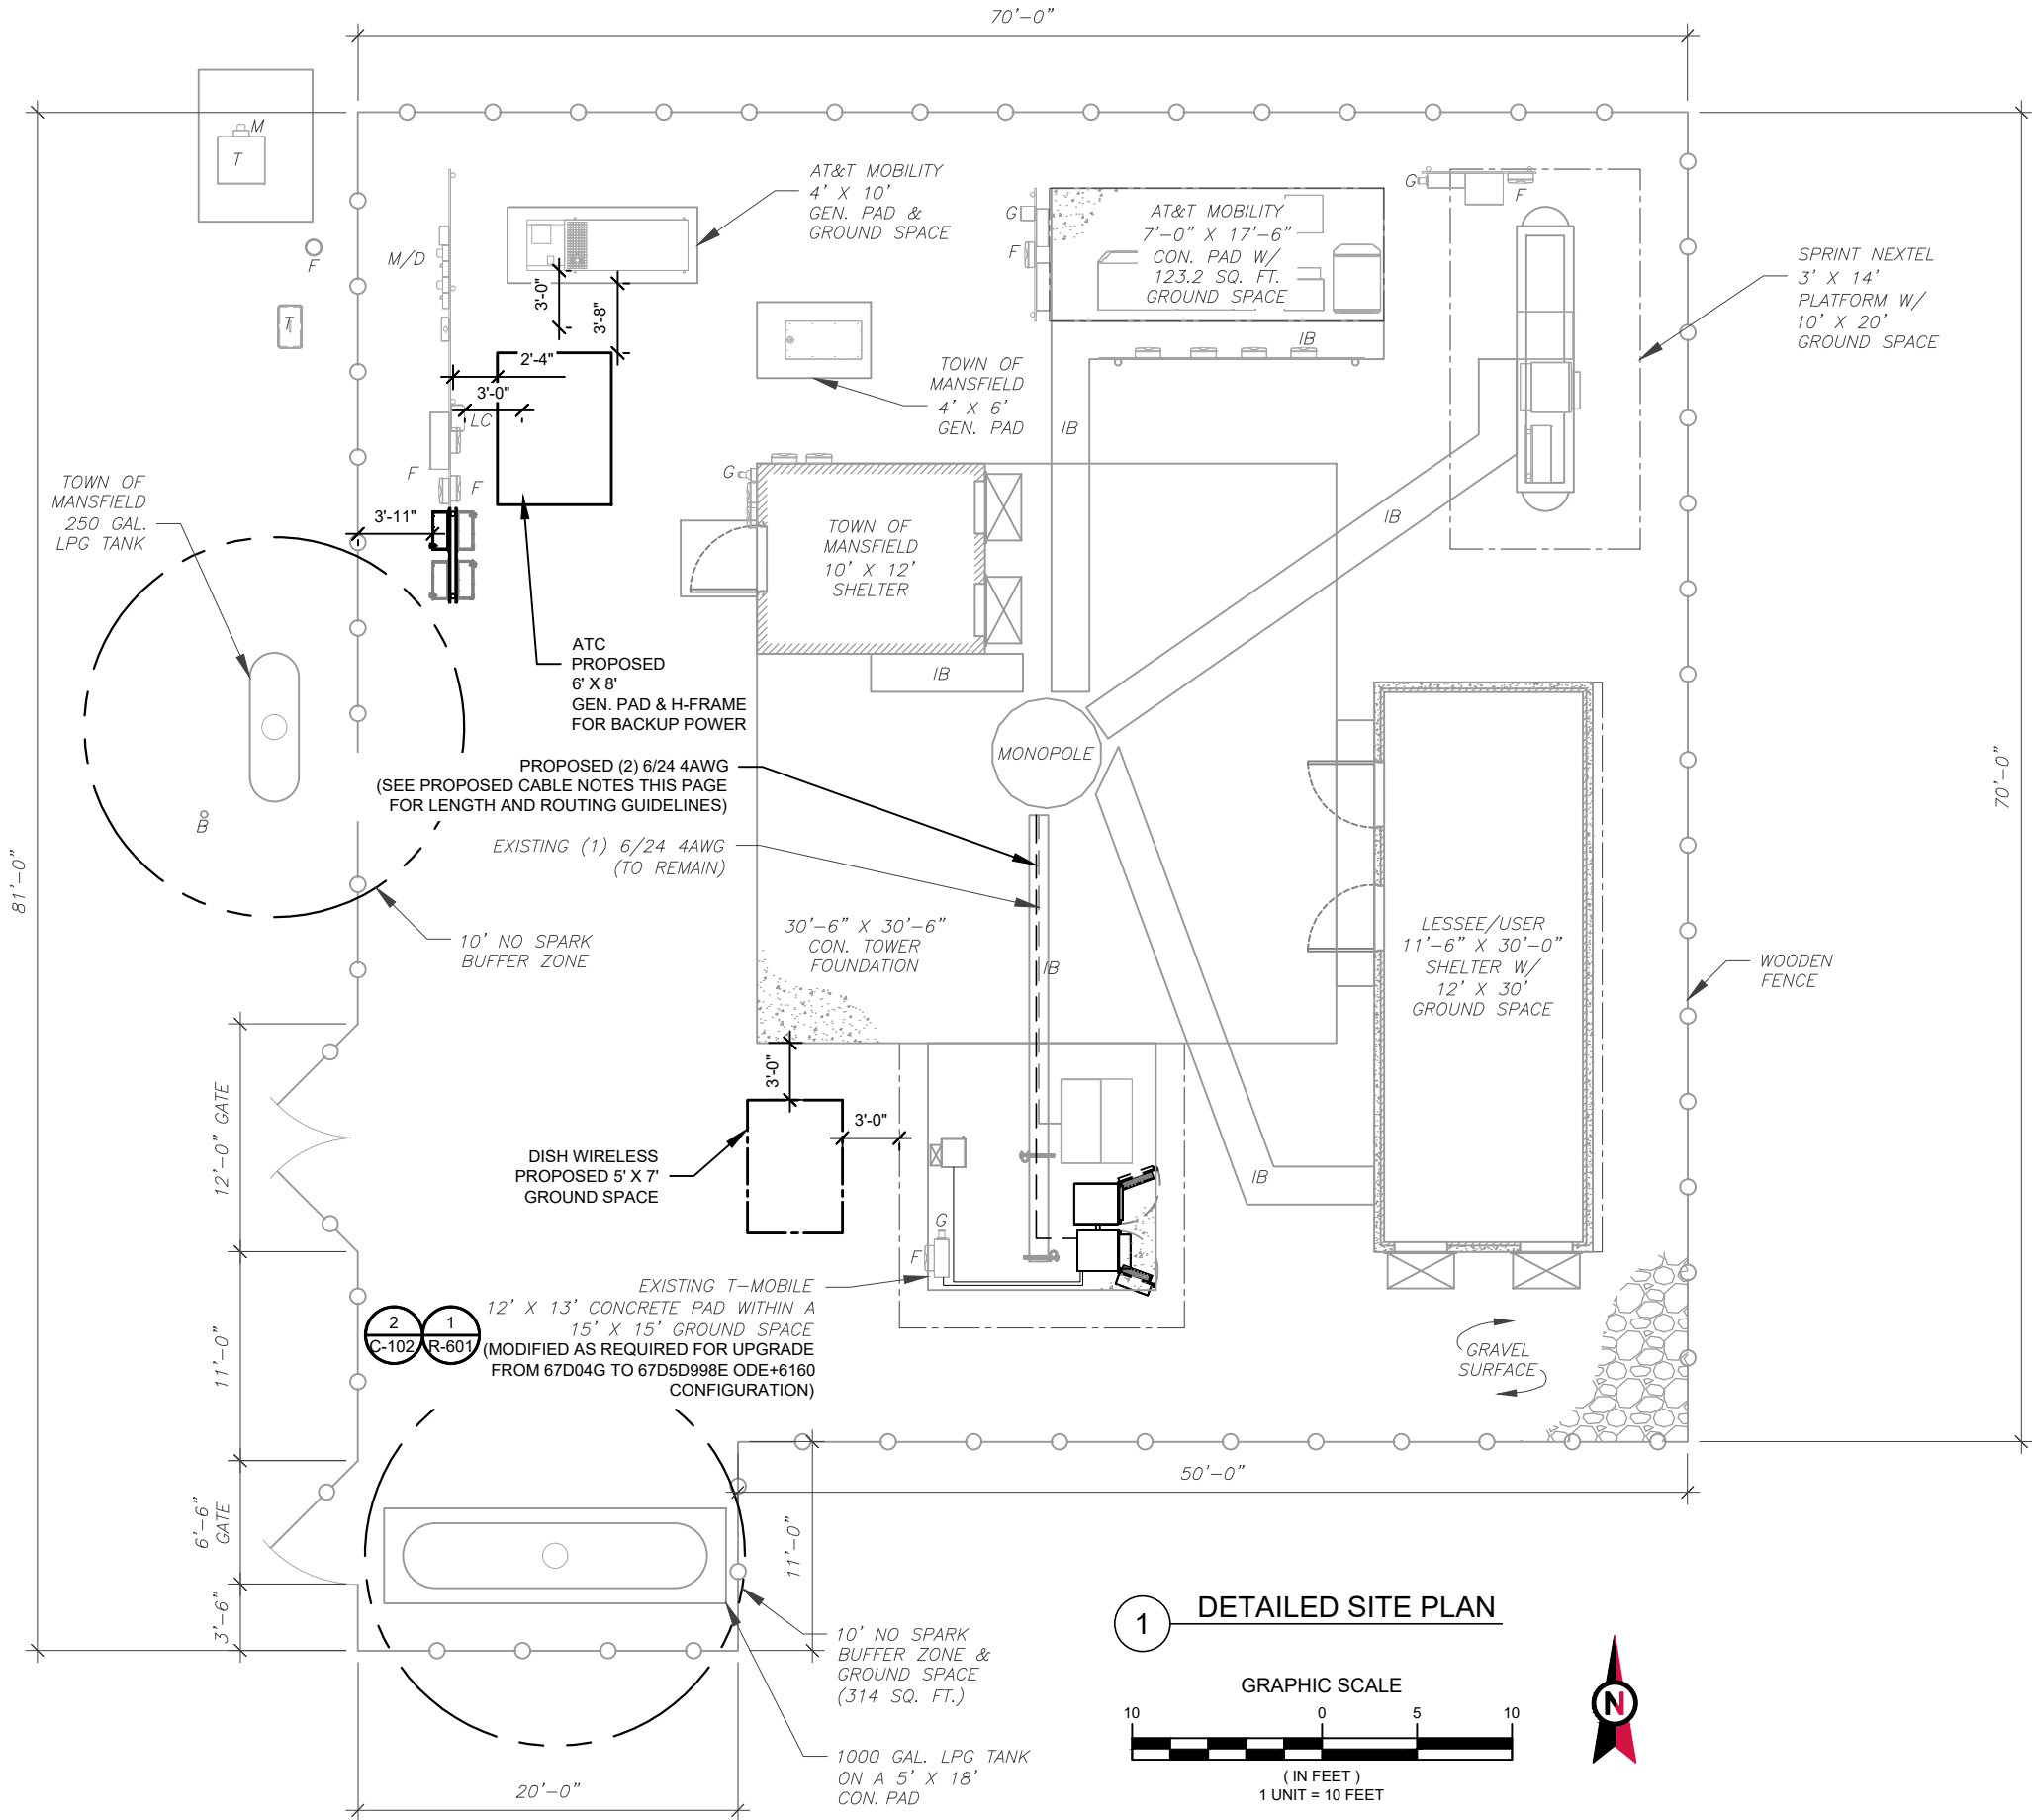 70'-0"
M
T
F
T
M/D
AT&T MOBILITY
4' X 10'
GEN. PAD &
GROUND SPACE
G
F
AT&T MOBILITY
7'-0" X 17'-6"
CON. PAD W/
123.2 SQ. FT.
GROUND SPACE
IB
G
F
SPRINT NEXTEL
3' X 14'
PLATFORM W/
10' X 20'
GROUND SPACE
3'-0"
3'-8"
2'-4"
3'-0"
LC
F
F
3'-11"
TOWN OF
MANSFIELD
4' X 6'
GEN. PAD
IB
IB
TOWN OF
MANSFIELD
250 GAL.
LPG TANK
G
TOWN OF
MANSFIELD
10' X 12'
SHELTER
IB
ATC
PROPOSED
6' X 8'
GEN. PAD & H-FRAME
FOR BACKUP POWER
MONOPOLE
PROPOSED (2) 6/24 4AWG
(SEE PROPOSED CABLE NOTES THIS PAGE
FOR LENGTH AND ROUTING GUIDELINES)
EXISTING (1) 6/24 4AWG
(TO REMAIN)
B
81'-0"
70'-0"
10' NO SPARK
BUFFER ZONE
30'-6" X 30'-6"
CON. TOWER
FOUNDATION
IB
LESSEE/USER
11'-6" X 30'-0"
SHELTER W/
12' X 30'
GROUND SPACE
WOODEN
FENCE
3'-0"
3'-0"
12'-0" GATE
DISH WIRELESS
PROPOSED 5' X 7'
GROUND SPACE
IB
G
F
EXISTING T-MOBILE
12' X 13' CONCRETE PAD WITHIN A
15' X 15' GROUND SPACE
(MODIFIED AS REQUIRED FOR UPGRADE
FROM 67D04G TO 67D5D998E ODE+6160
CONFIGURATION)
2
C-102
1
R-601
GRAVEL
SURFACE
11'-0"
50'-0"
6'-6"
GATE
11'-0"
3'-6"
10' NO SPARK
BUFFER ZONE &
GROUND SPACE
(314 SQ. FT.)
1000 GAL. LPG TANK
ON A 5' X 18'
CON. PAD
20'-0"
1
DETAILED SITE PLAN
GRAPHIC SCALE
10 0 5 10
( IN FEET )
1 UNIT = 10 FEET
N